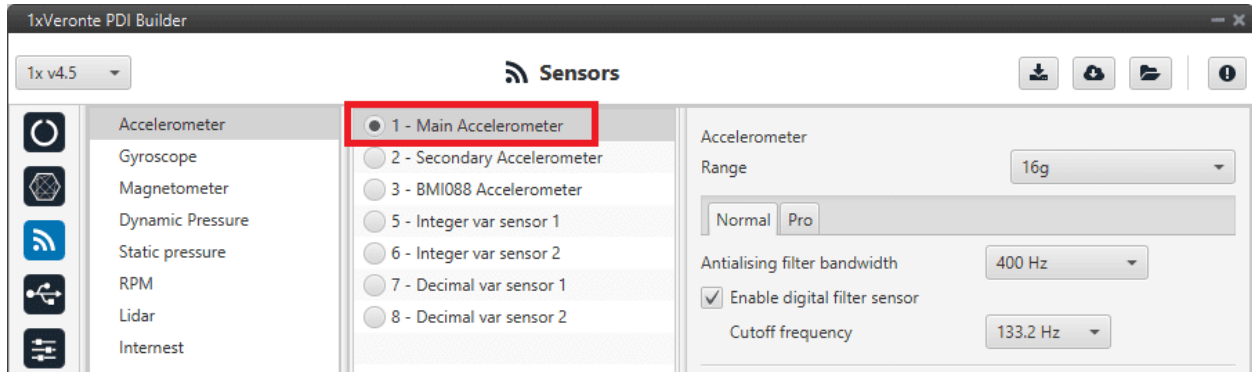 1xVeronte PDI Builder
1x v4.5
Sensors
Accelerometer
Gyroscope
Magnetometer
Dynamic Pressure
Static pressure
RPM
Lidar
Internest
1 - Main Accelerometer
2 - Secondary Accelerometer
3 - BMI088 Accelerometer
5 - Integer var sensor 1
6 - Integer var sensor 2
7 - Decimal var sensor 1
8 - Decimal var sensor 2
Accelerometer
Range 16g
Normal Pro
Antialising filter bandwidth 400 Hz
Enable digital filter sensor
Cutoff frequency 133.2 Hz